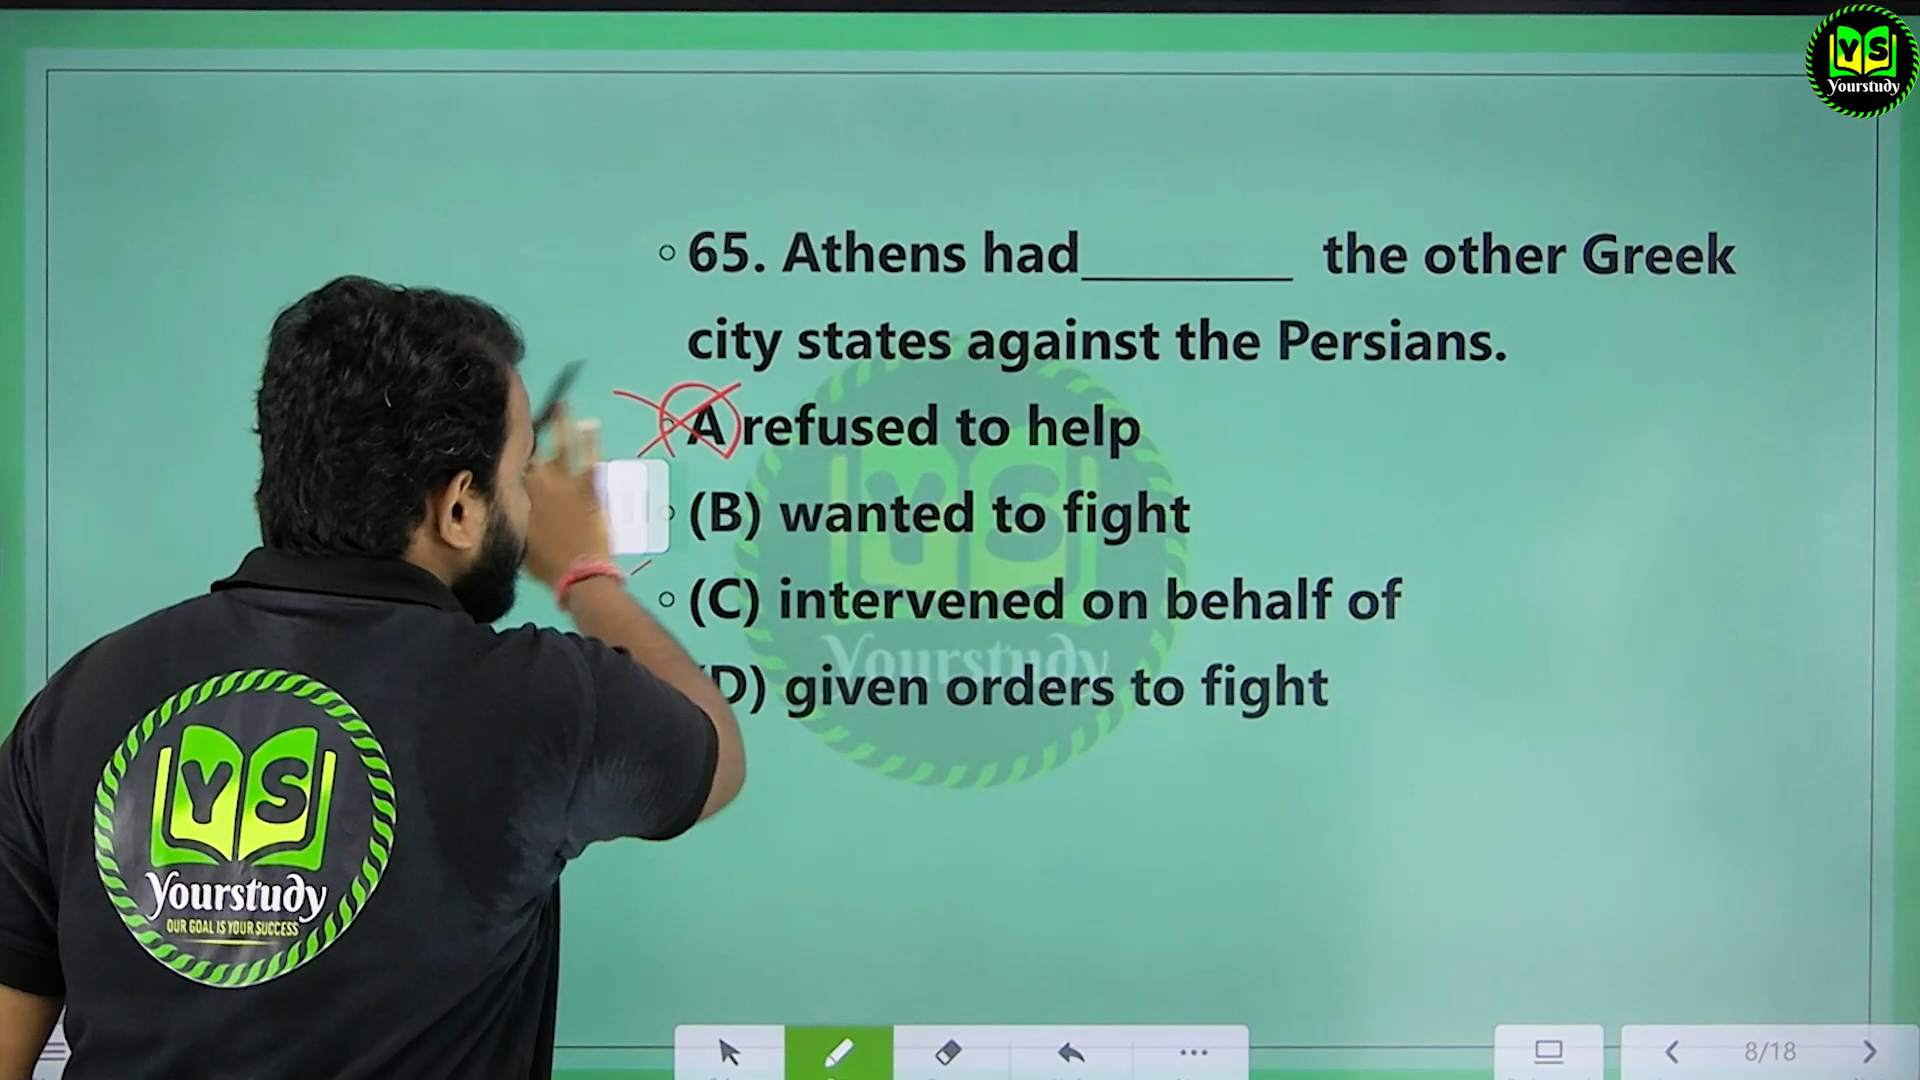 YS
Yourstudy
65. Athens had________ the other Greek
city states against the Persians.
A refused to help
(B) wanted to fight
(C) intervened on behalf of
D) given orders to fight
YS
Yourstudy
YS
Yourstudy
OUR GOAL IS YOUR SUCCESS
8/18